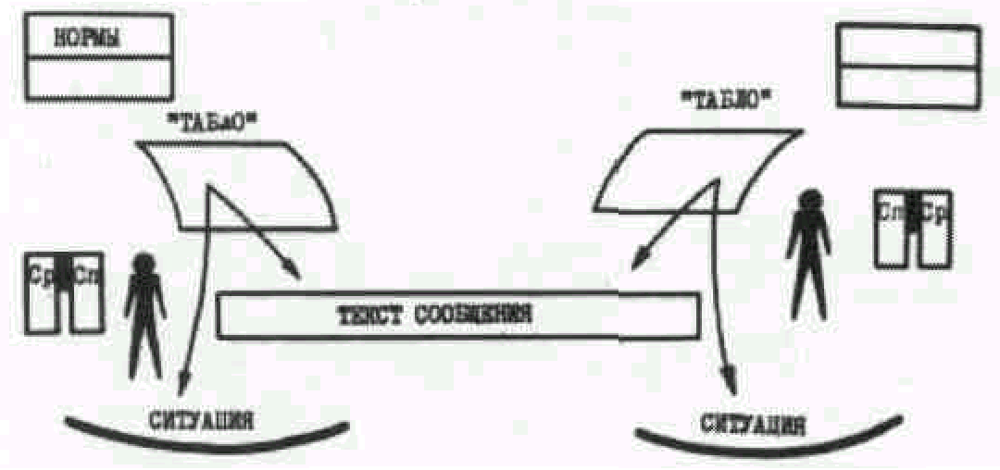 НОРМЫ
"ТАБЛО"
"ТАБЛО"
Сп Ср
Ср Сп
ТЕКСТ СООБЩЕНИЯ
СИТУАЦИЯ
СИТУАЦИЯ